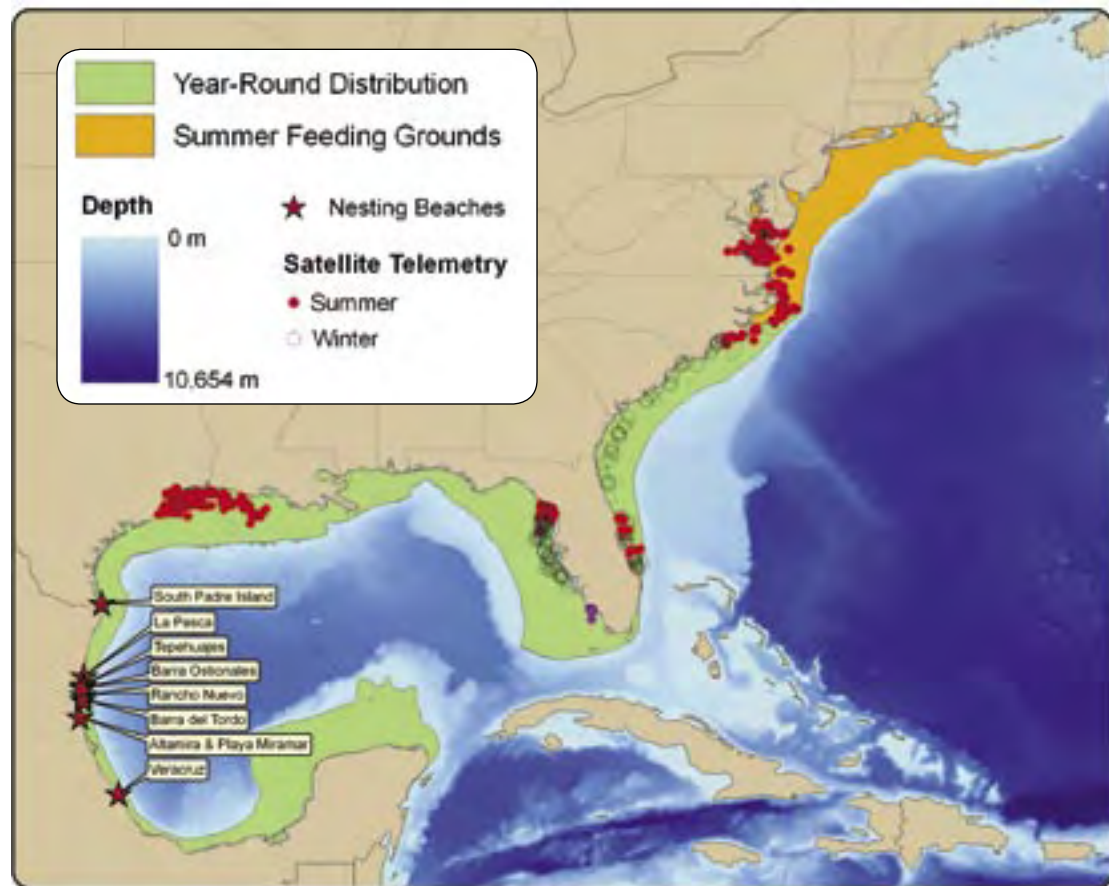 Year-Round Distribution
Summer Feeding Grounds
Depth
0 m
10.654 m
Nesting Beaches
Satellite Telemetry
Summer
Winter
South Padre Island
La Pesca
Tepehuajes
Barra Ostionales
Rancho Nuevo
Barra del Tordo
Altamira & Playa Miramar
Veracruz